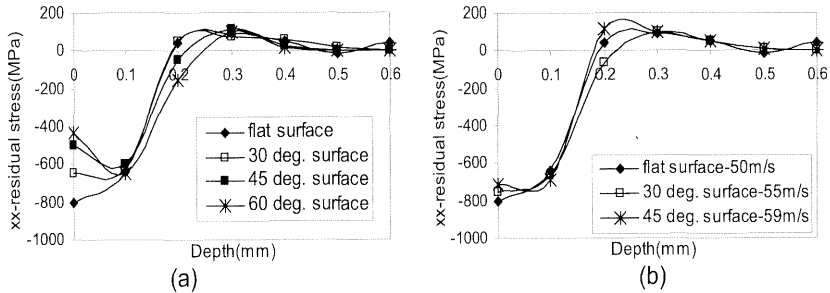 (a)
200
0
-200
-400
-600
-800
-1000
0
0.1
0.2
0.3
0.4
0.5
0.6
xx-residual stress(MPa)
Depth(mm)
flat surface
30 deg. surface
45 deg. surface
60 deg. surface
(a)
(b)
200
0
-200
-400
-600
-800
-1000
0
0.1
0.2
0.3
0.4
0.5
0.6
xx-residual stress(MPa)
Depth(mm)
flat surface-50m/s
30 deg. surface-55m/s
45 deg. surface-59m/s
(b)